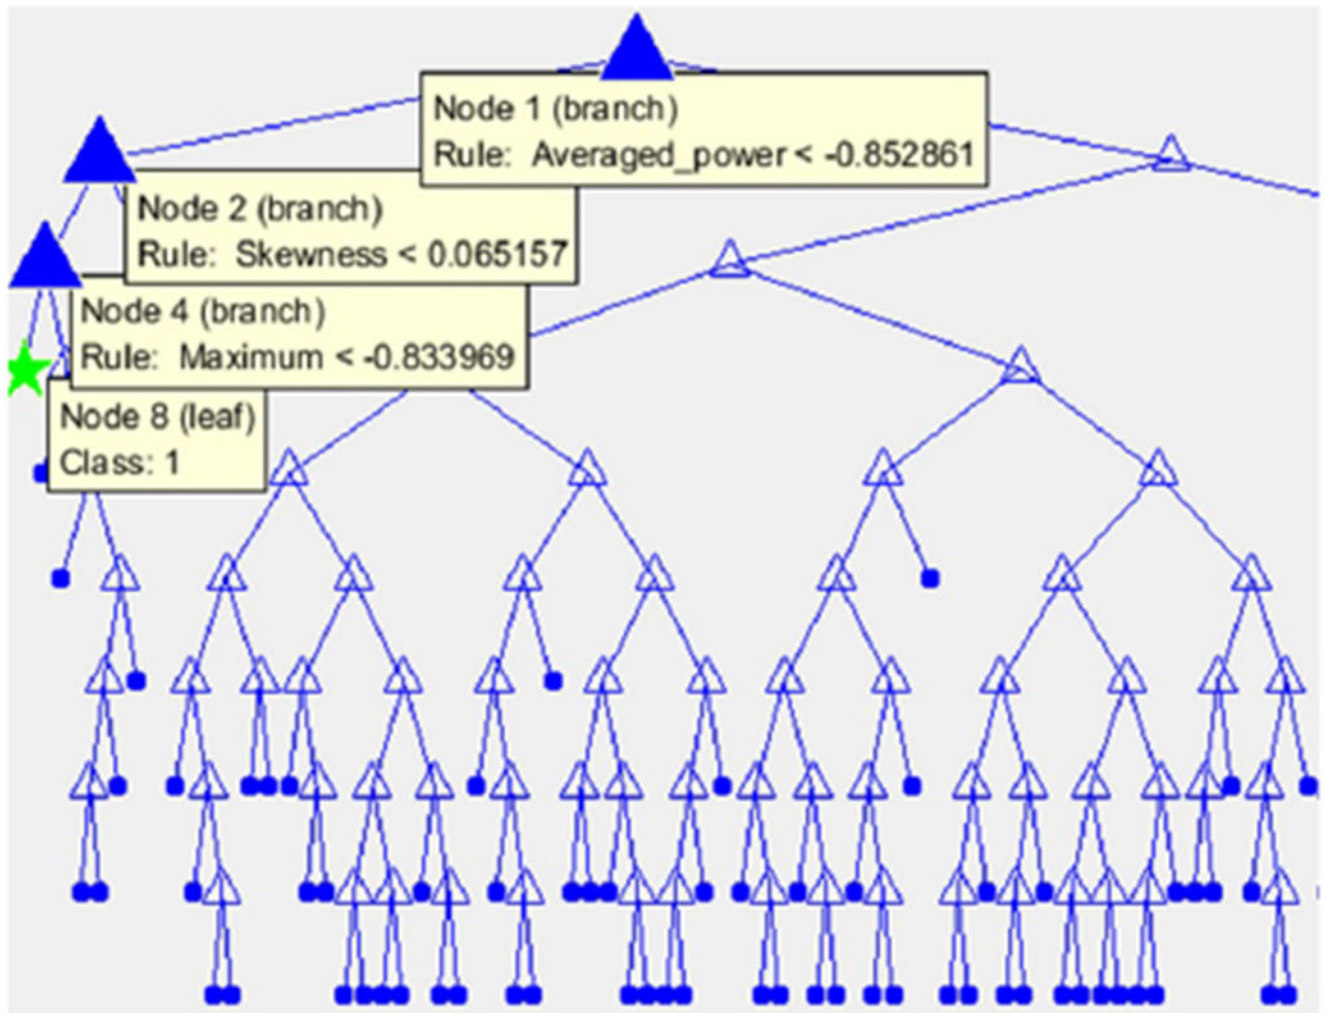 Node 1 (branch)
Rule: Averaged_power < -0.852861
Node 2 (branch)
Rule: Skewness < 0.065157
Node 4 (branch)
Rule: Maximum < -0.833969
Node 8 (leaf)
Class: 1